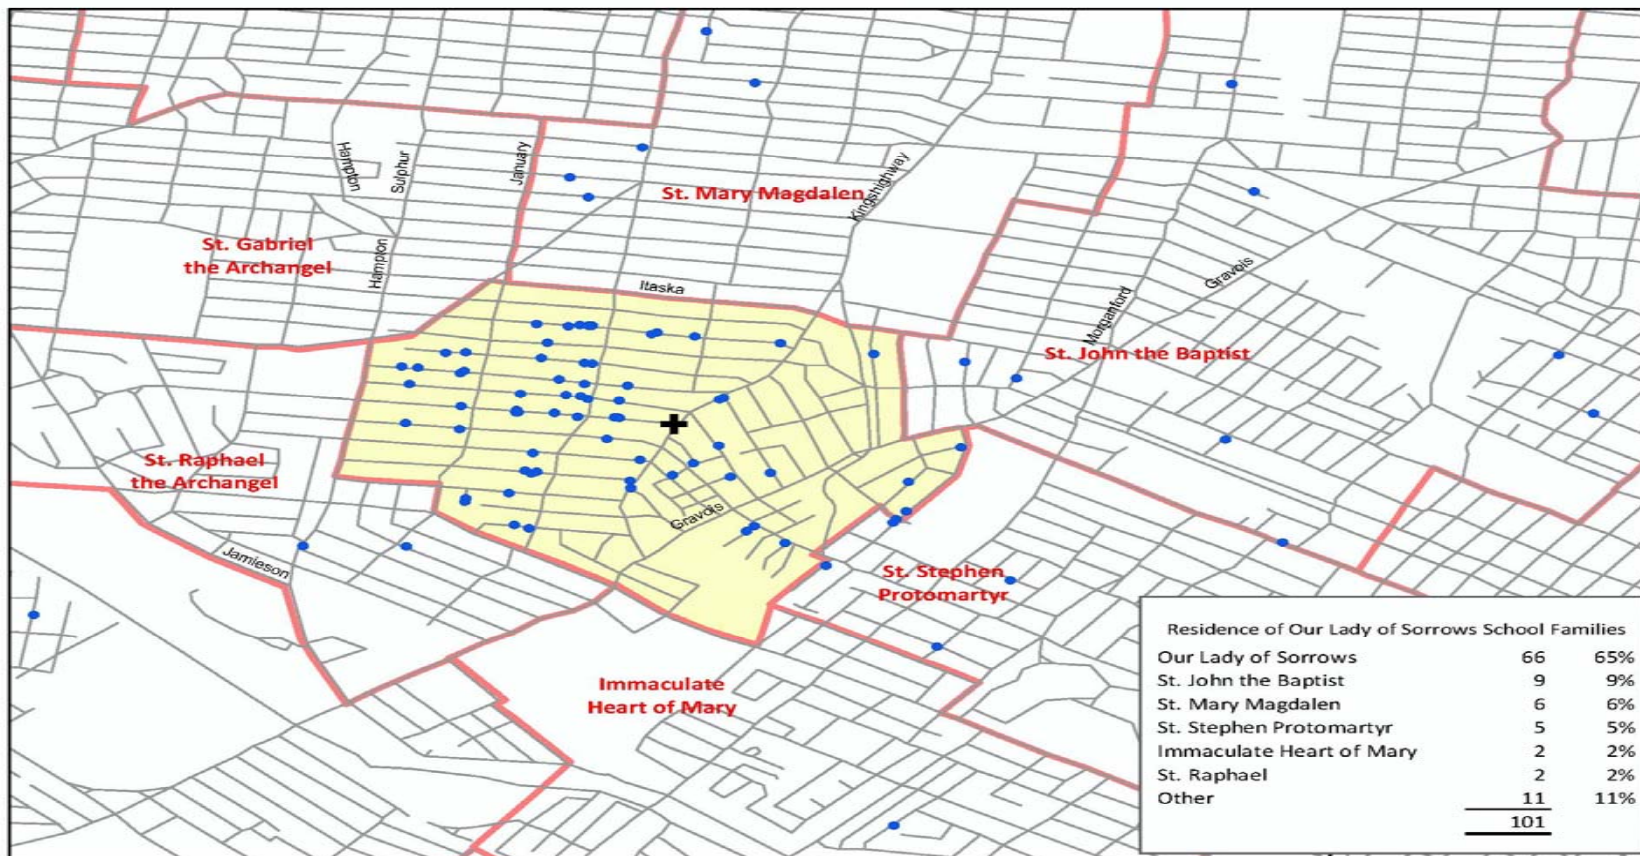 Hampton
Sulphur
January
St. Mary Magdalen
Kingshighway
St. Gabriel
the Archangel
Hampton
Itaska
Gravois
Morganford
St. John the Baptist
St. Raphael
the Archangel
Gravois
Jamieson
St. Stephen
Protomartyr
Immaculate
Heart of Mary
Residence of Our Lady of Sorrows School Families
Our Lady of Sorrows 66 65%
St. John the Baptist 9 9%
St. Mary Magdalen 6 6%
St. Stephen Protomartyr 5 5%
Immaculate Heart of Mary 2 2%
St. Raphael 2 2%
Other 11 11%
101